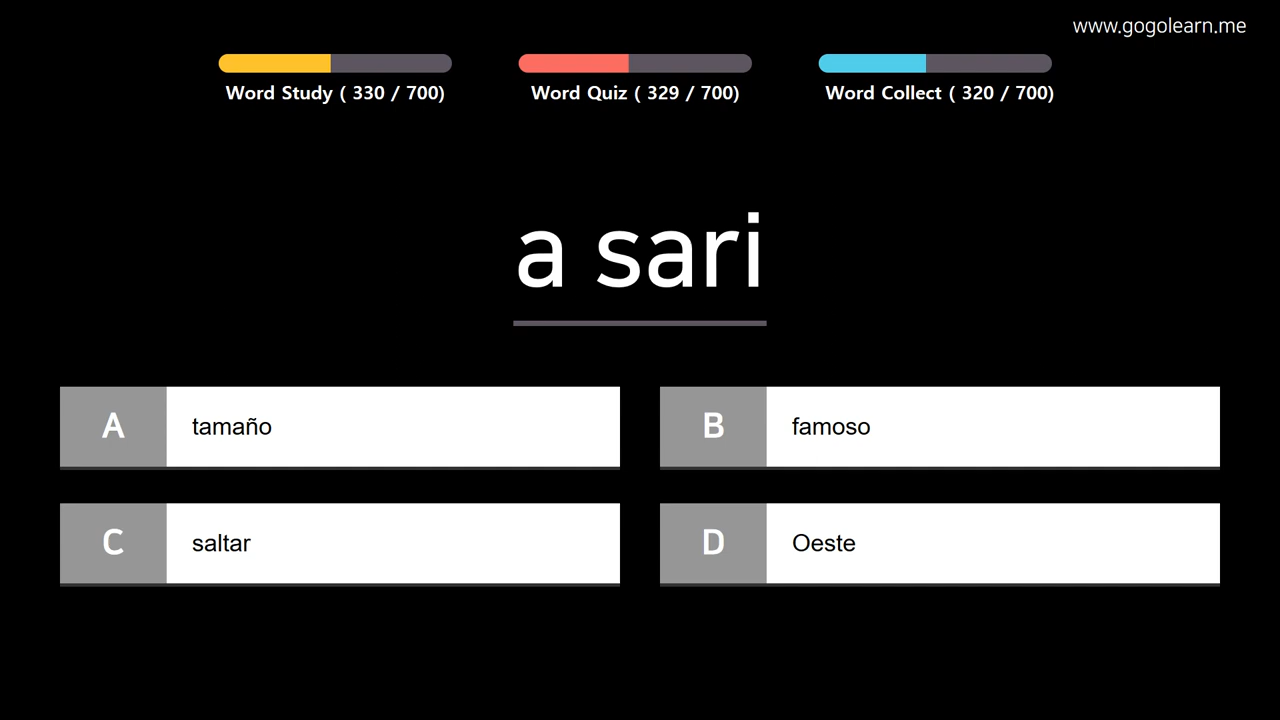 www.gogolearn.me
Word Study ( 330 / 700)
Word Quiz ( 329 / 700)
Word Collect ( 320 / 700)
a sari
A tamaño
B famoso
C saltar
D Oeste